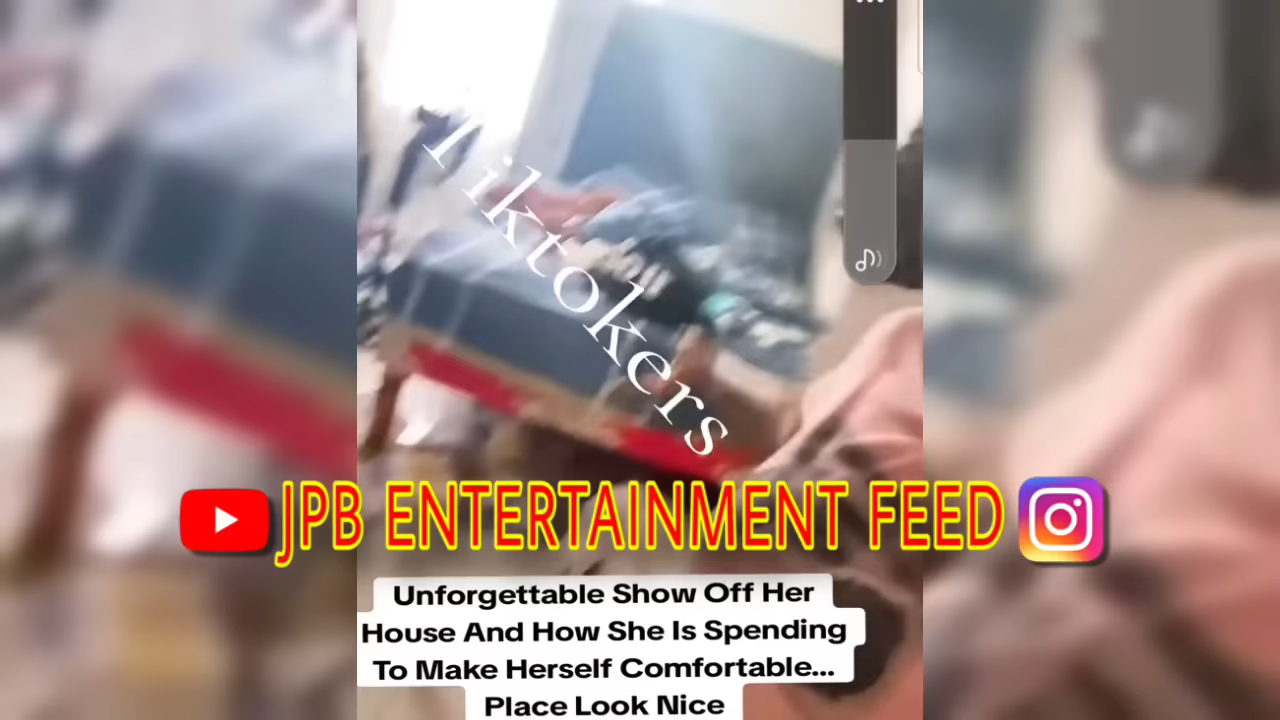 Tiktokers
JPB ENTERTAINMENT FEED
Unforgettable Show Off Her
House And How She Is Spending
To Make Herself Comfortable...
Place Look Nice